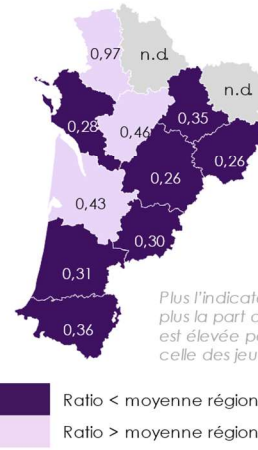 0,97
n.d.
n.d.
0,28
0,46
0,35
0,26
0,26
0,43
0,30
0,31
0,36
Plus l'indicate
plus la part
est élevée
celle des jeu
Ratio < moyenne région
Ratio > moyenne région